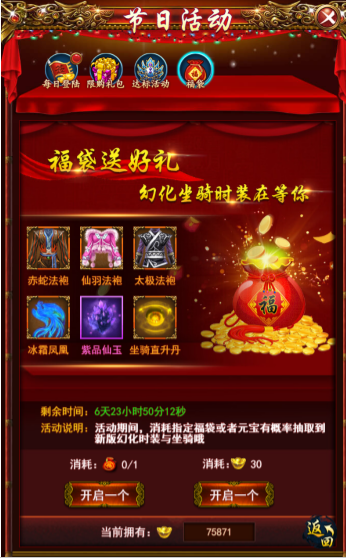 节日活动
每日登陆 限购礼包 达标活动 福袋
福袋送好礼
幻化坐骑时装在等你
赤蛇法袍 仙羽法袍 太极法袍
福
冰霜凤凰 紫品仙玉 坐骑直升丹
剩余时间：6天23小时50分12秒
活动说明：活动期间，消耗指定福袋或者元宝有概率抽取到
新版幻化时装与坐骑哦
消耗： 0/1 消耗： 30
开启一个 开启一个
当前拥有： 75871
返回